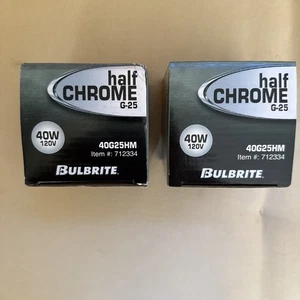 half
CHROME
G-25
40W
120V
40G25HM
Item #: 712334
BULBRITE.
half
CHROME
G-25
40W
120V
40G25HM
Item #: 712334
BULBRITE.